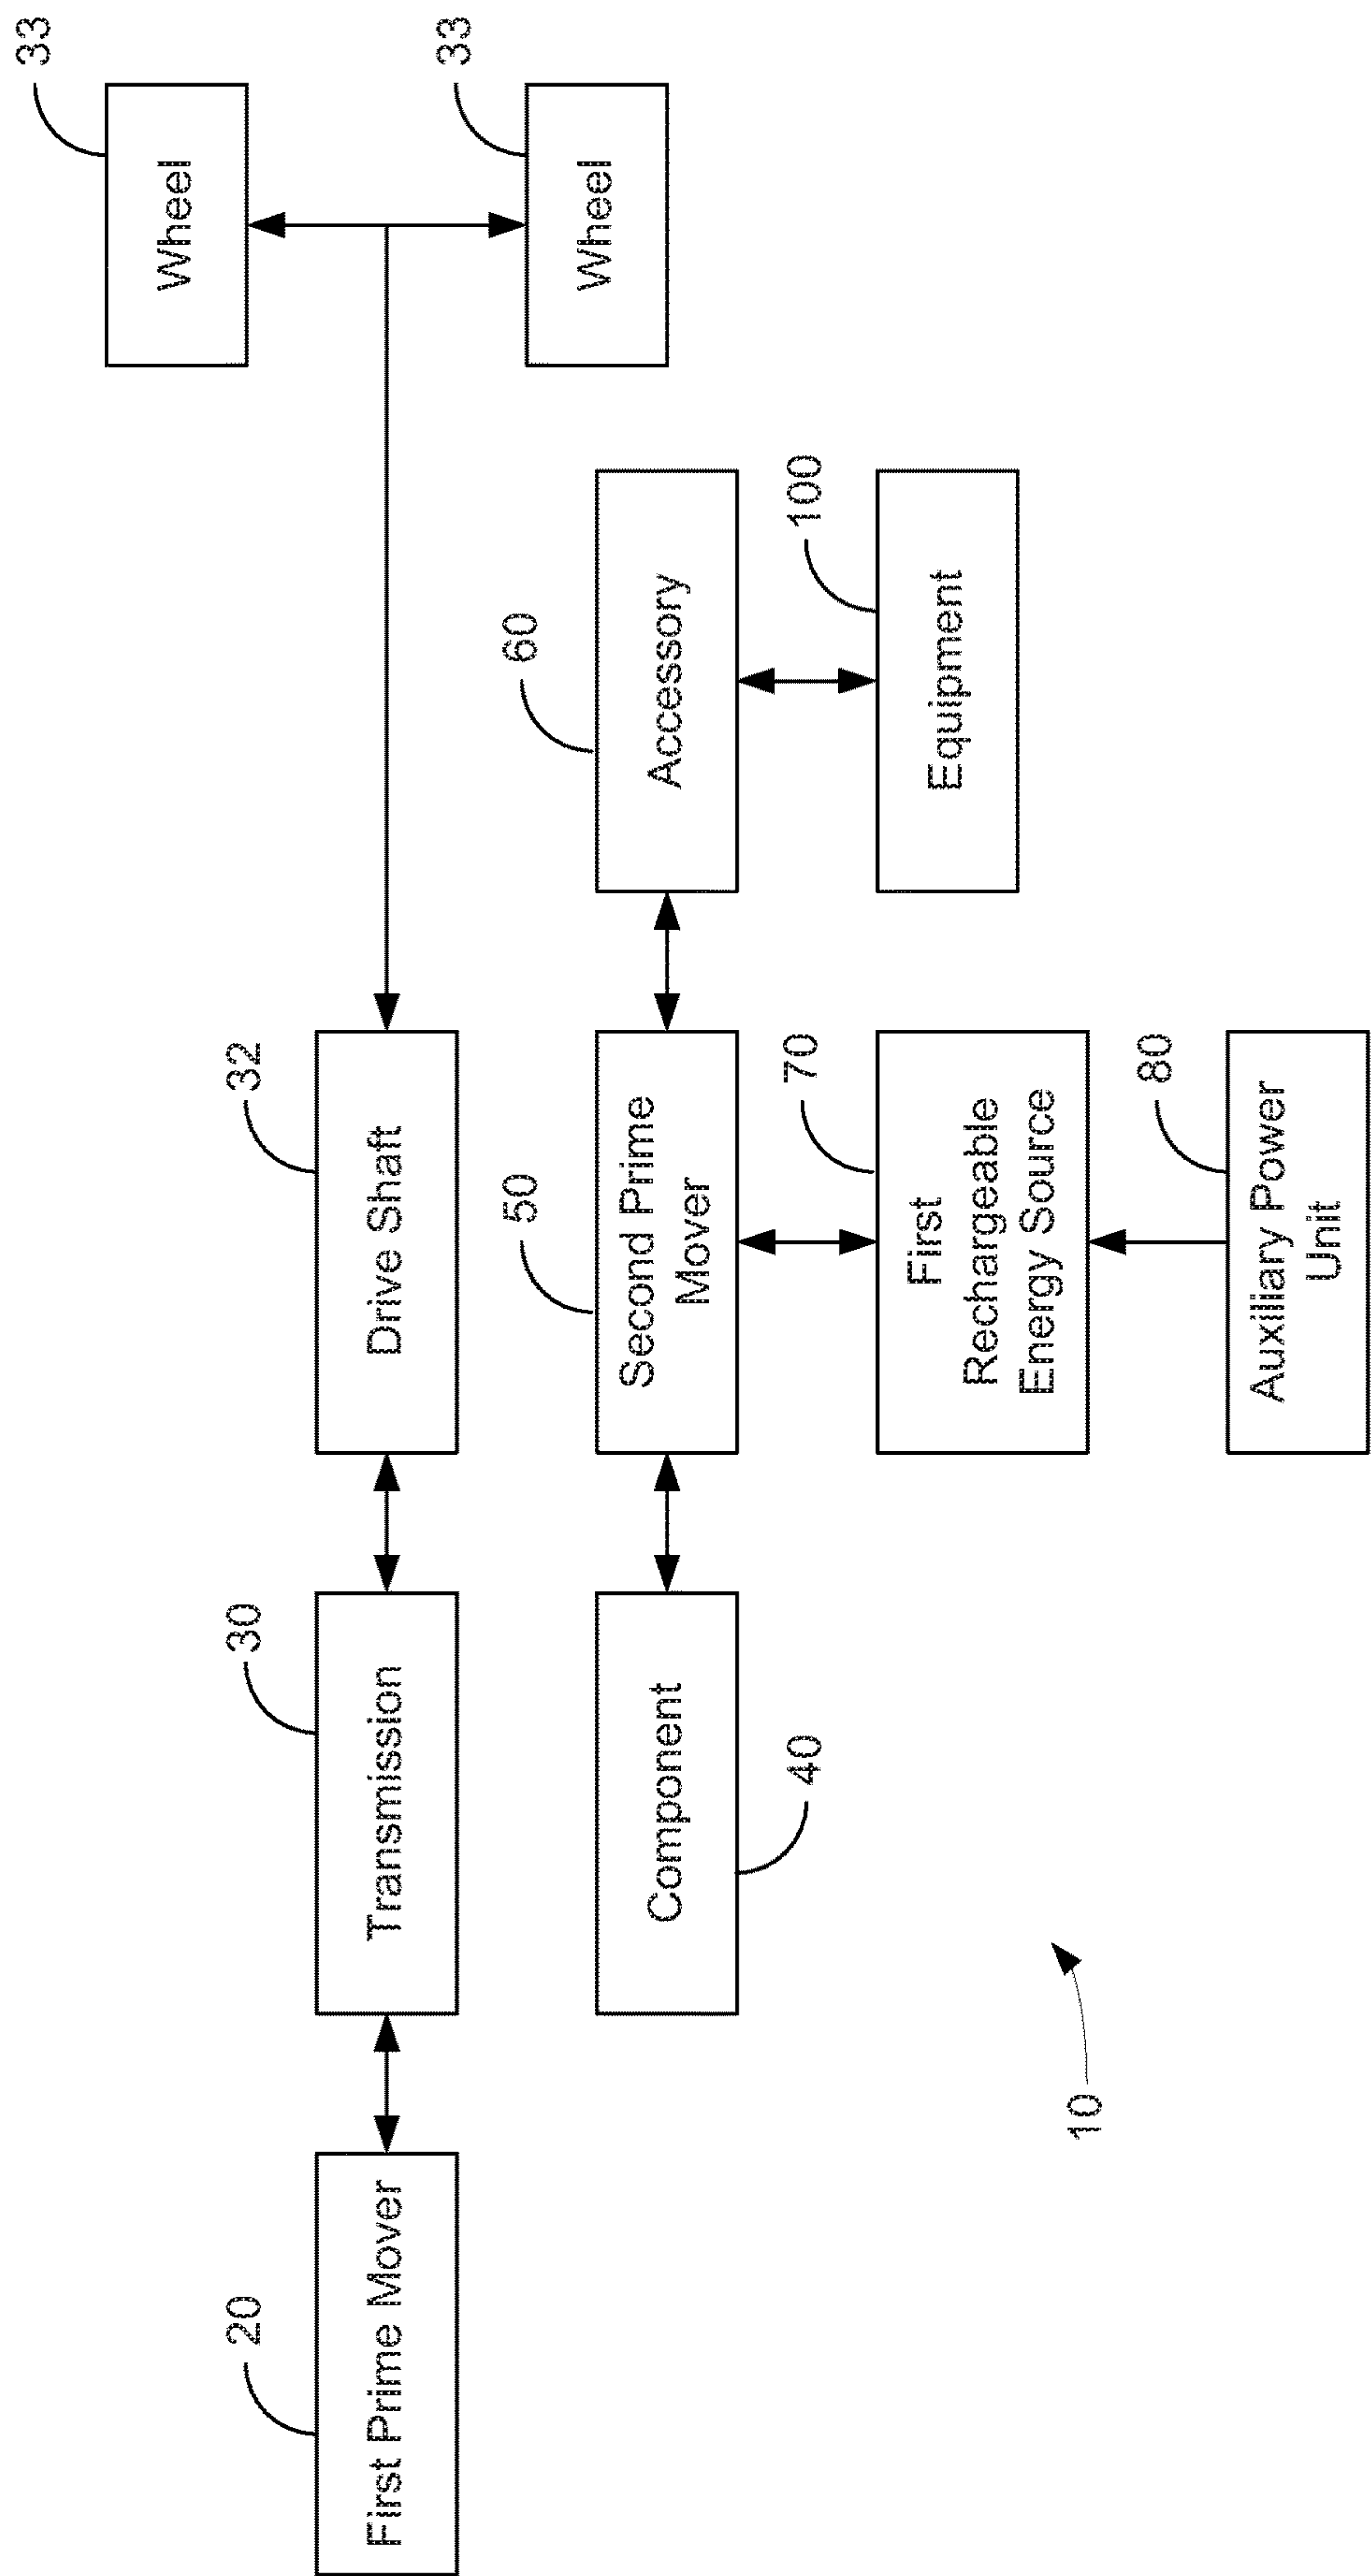 33
Wheel
33
Wheel
20
First Prime Mover
30
Transmission
32
Drive Shaft
40
Component
50
Second Prime
Mover
60
Accessory
100
Equipment
70
First
Rechargeable
Energy Source
80
Auxiliary Power
Unit
10